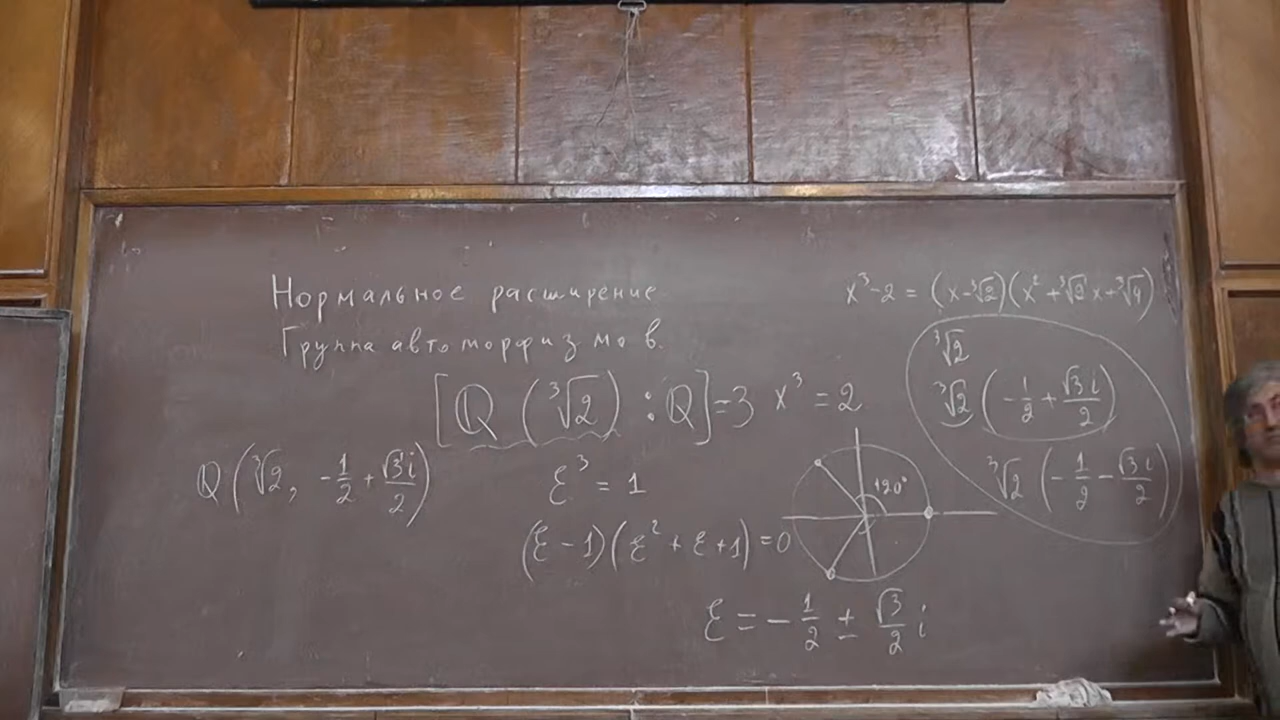 Нормальное расширение
Группа автоморфизмов.
[ℚ(∛2) : ℚ] = 3 x³ = 2
Q(∛2, -1/2 + √3i/2)
ε³ = 1
(ε - 1)(ε² + ε + 1) = 0
120°
ε = -1/2 ± √3/2 i
x³ - 2 = (x - ∛2)(x² + ∛2 x + ∛4)
∛2
∛2 (-1/2 + √3i/2)
∛2 (-1/2 - √3i/2)